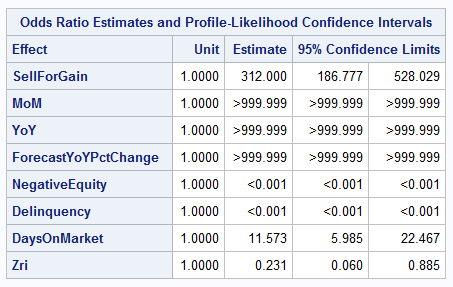 Odds Ratio Estimates and Profile-Likelihood Confidence Intervals
Effect Unit Estimate 95% Confidence Limits
SellForGain 1.0000 312.000 186.777 528.029
MoM 1.0000 >999.999 >999.999 >999.999
YoY 1.0000 >999.999 >999.999 >999.999
ForecastYoYPctChange 1.0000 >999.999 >999.999 >999.999
NegativeEquity 1.0000 <0.001 <0.001 <0.001
Delinquency 1.0000 <0.001 <0.001 <0.001
DaysOnMarket 1.0000 11.573 5.985 22.467
Zri 1.0000 0.231 0.060 0.885